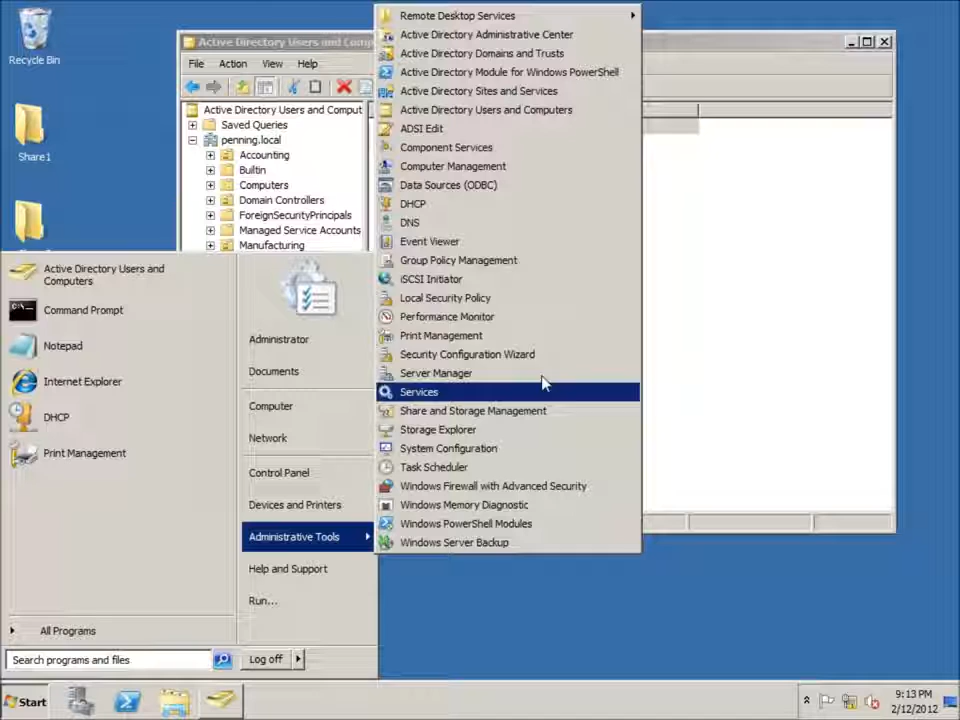 Recycle Bin
Share1
Active Directory Users and Comp
File Action View Help
Active Directory Users and Comput
Saved Queries
penning.local
Accounting
Builtin
Computers
Domain Controllers
ForeignSecurityPrincipals
Managed Service Accounts
Manufacturing
Remote Desktop Services
Active Directory Administrative Center
Active Directory Domains and Trusts
Active Directory Module for Windows PowerShell
Active Directory Sites and Services
Active Directory Users and Computers
ADSI Edit
Component Services
Computer Management
Data Sources (ODBC)
DHCP
DNS
Event Viewer
Group Policy Management
iSCSI Initiator
Local Security Policy
Performance Monitor
Print Management
Security Configuration Wizard
Server Manager
Services
Share and Storage Management
Storage Explorer
System Configuration
Task Scheduler
Windows Firewall with Advanced Security
Windows Memory Diagnostic
Windows PowerShell Modules
Windows Server Backup
Active Directory Users and
Computers
Command Prompt
Notepad
Internet Explorer
DHCP
Print Management
All Programs
Search programs and files
Administrator
Documents
Computer
Network
Control Panel
Devices and Printers
Administrative Tools
Help and Support
Run...
Log off
Start
9:13 PM
2/12/2012